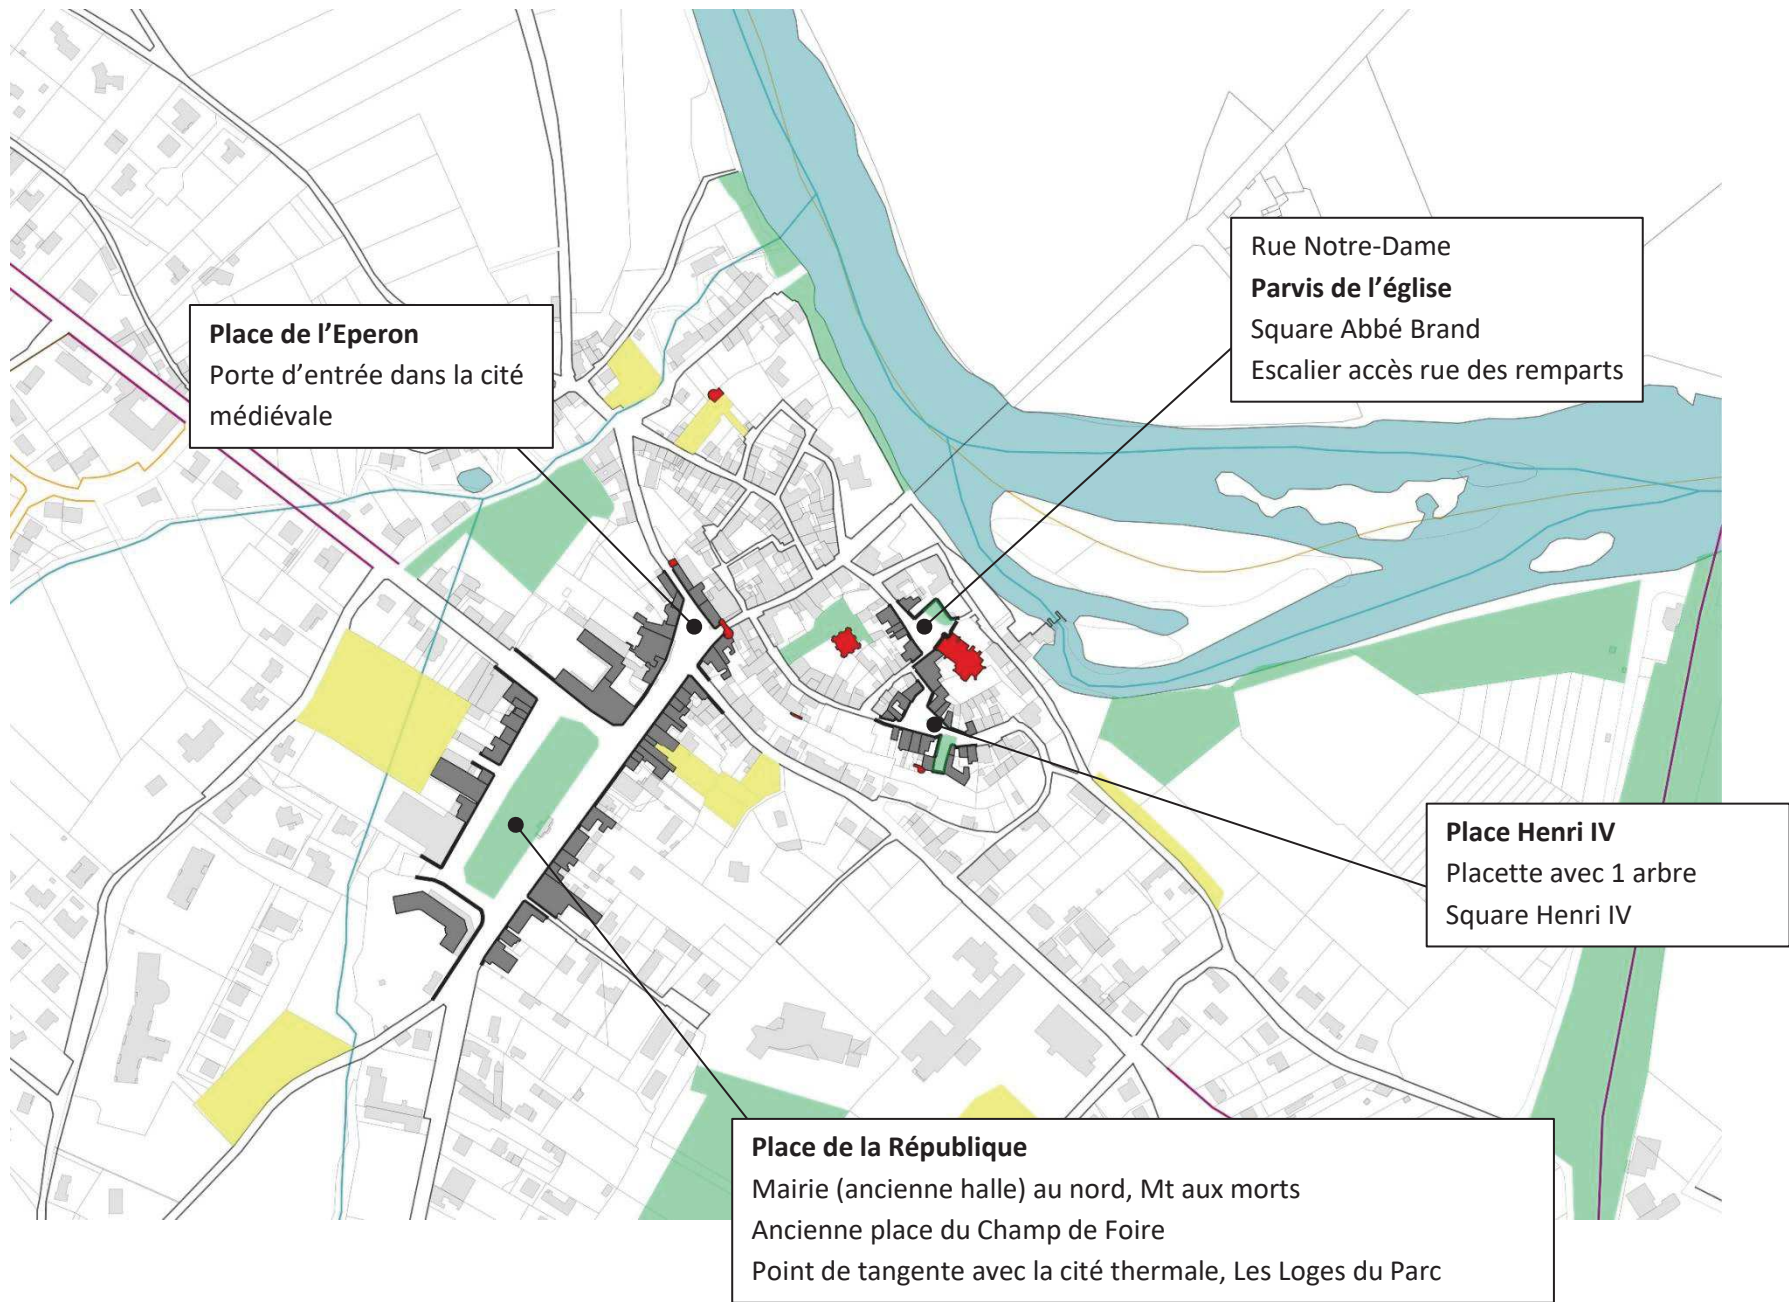 Rue Notre-Dame
Parvis de l’église
Square Abbé Brand
Escalier accès rue des remparts
Place de l’Eperon
Porte d’entrée dans la cité
médiévale
Place Henri IV
Placette avec 1 arbre
Square Henri IV
Place de la République
Mairie (ancienne halle) au nord, Mt aux morts
Ancienne place du Champ de Foire
Point de tangente avec la cité thermale, Les Loges du Parc